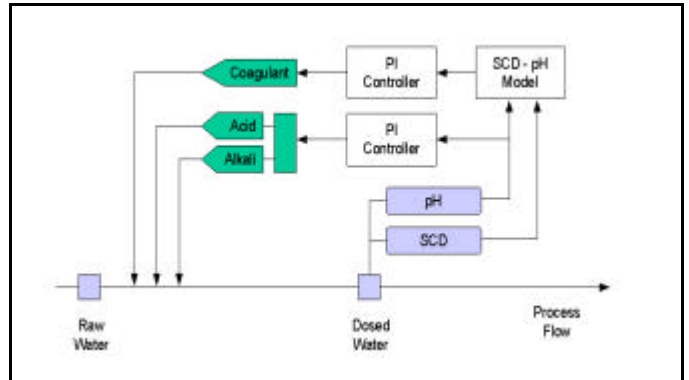 Coagulant
PI
Controller
SCD - pH
Model
Acid
Alkali
PI
Controller
pH
SCD
Raw
Water
Dosed
Water
Process
Flow